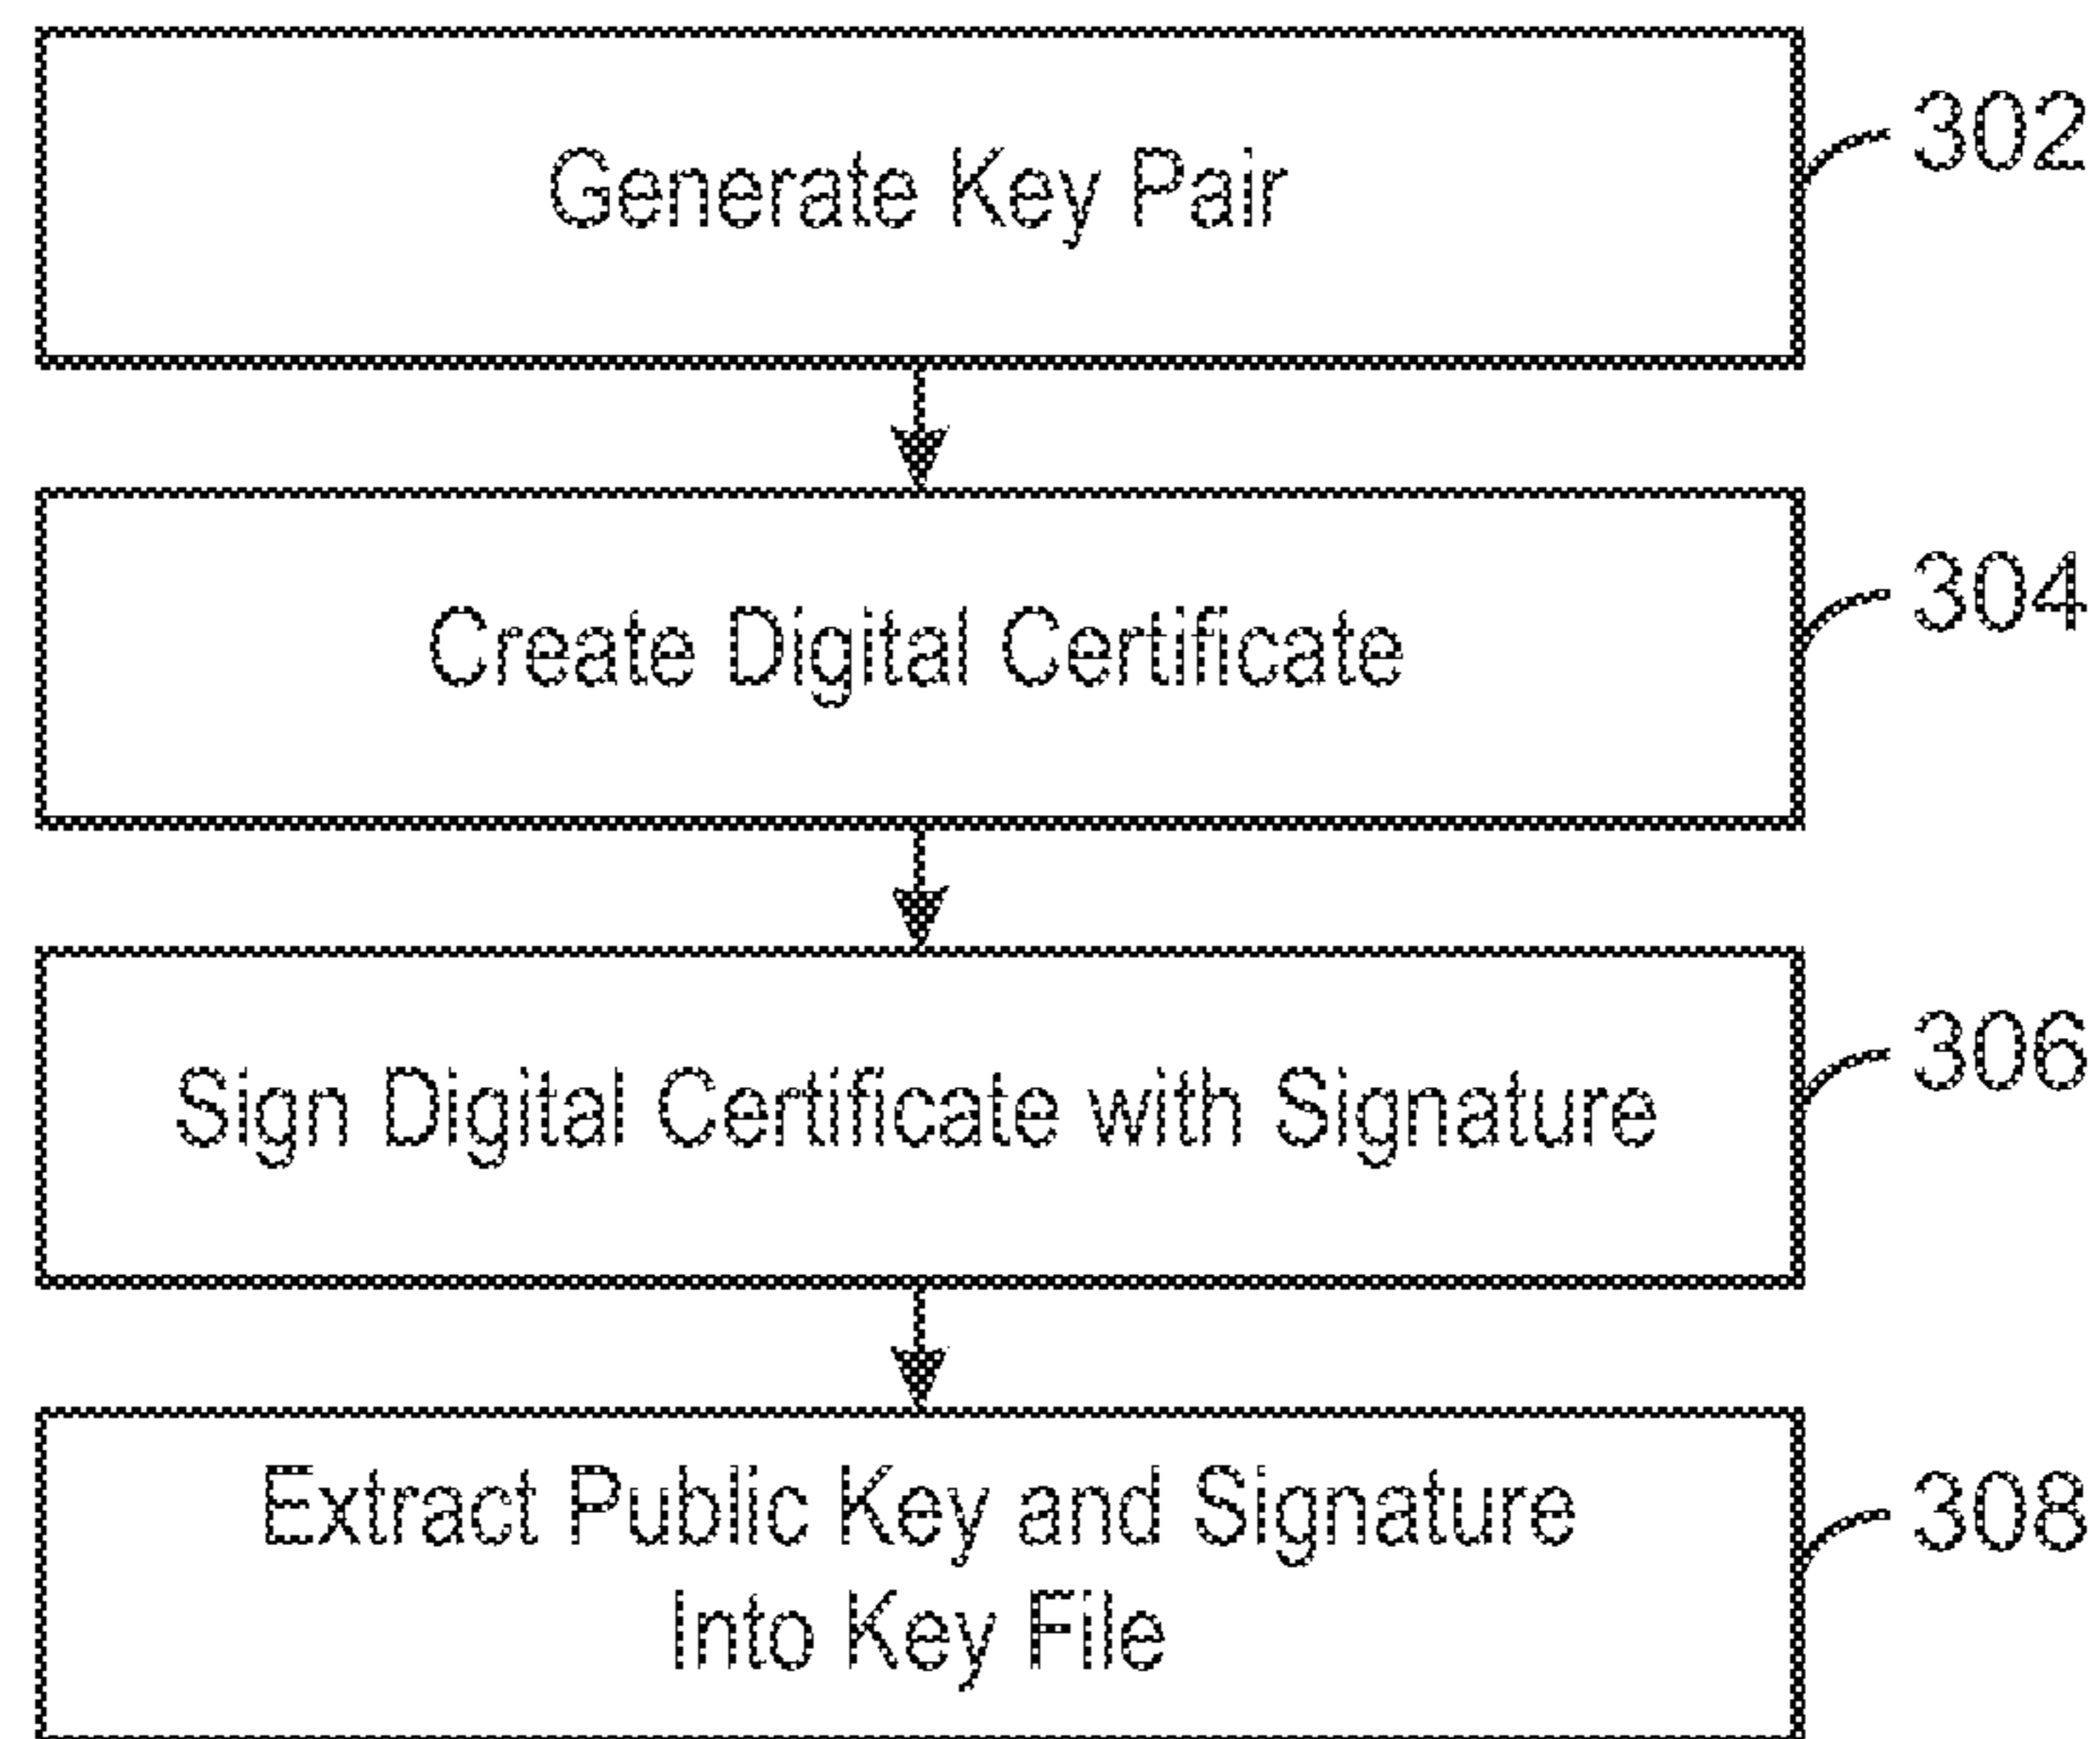 Generate Key Pair
302
Create Digital Certificate
304
Sign Digital Certificate with Signature
306
Extract Public Key and Signature
Into Key File
308